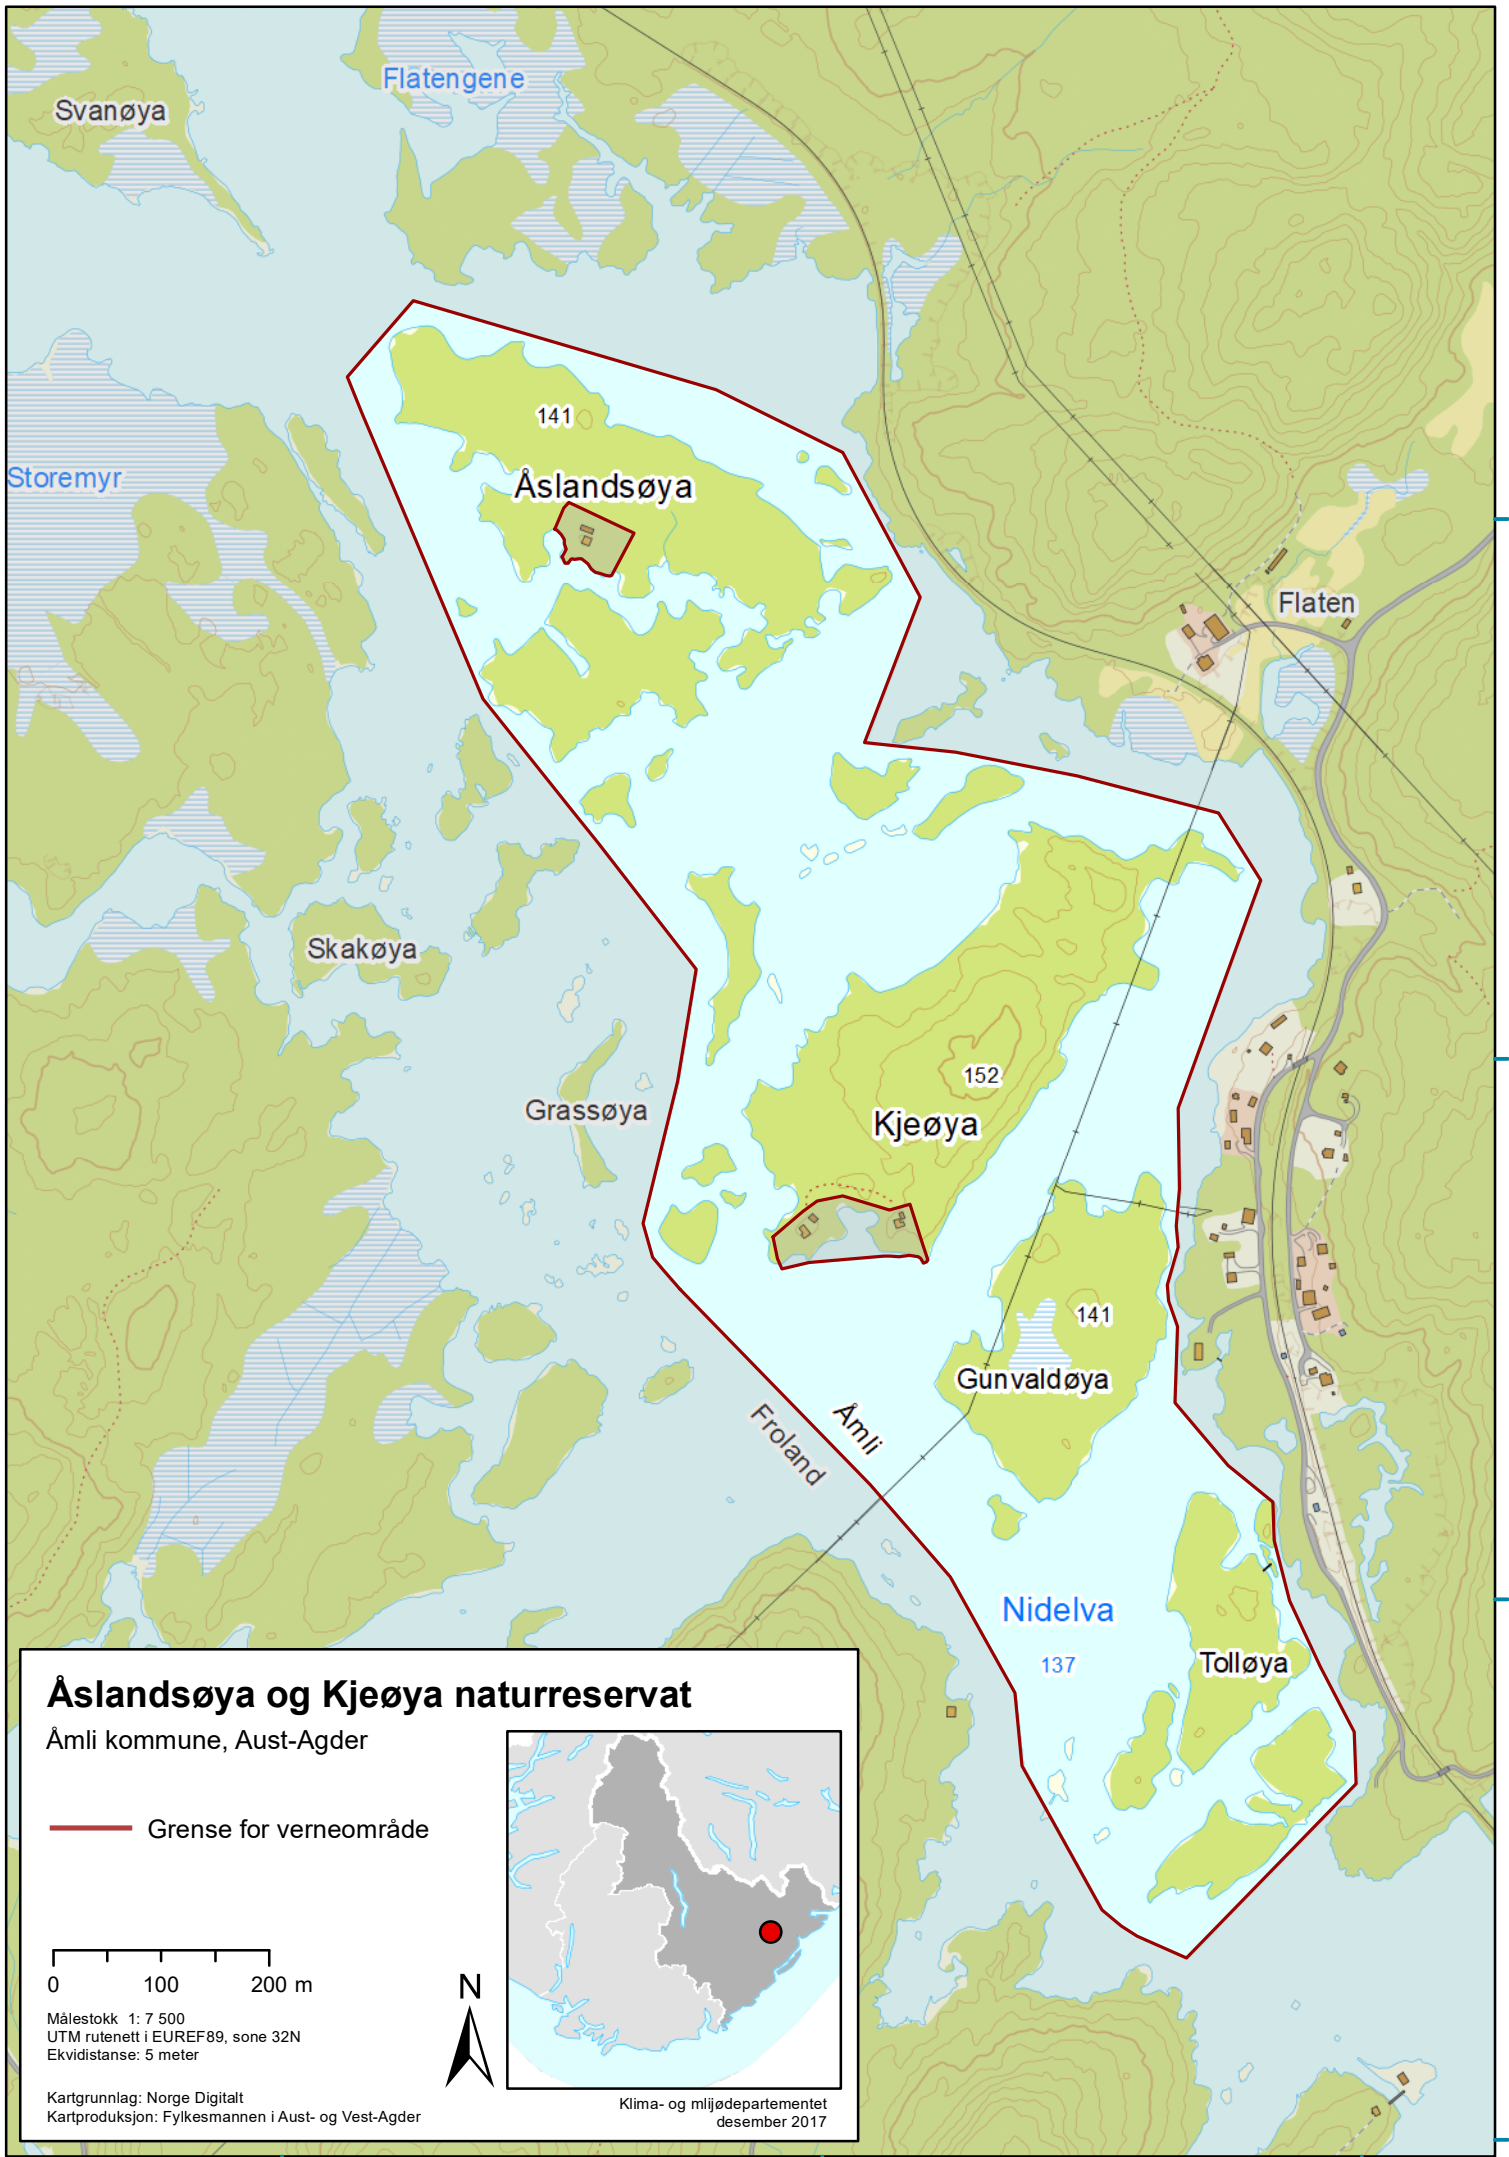 Flatengene
Svanøya
141
Åslandsøya
Storemyr
Flaten
Skakøya
152
Grassøya
Kjeøya
141
Gunvaldøya
Åmli
Froland
Nidelva
137
Tolløya
Åslandsøya og Kjeøya naturreservat
Åmli kommune, Aust-Agder
Grense for verneområde
0 100 200 m
N
Målestokk 1: 7 500
UTM rutenett i EUREF89, sone 32N
Ekvidistanse: 5 meter
Kartgrunnlag: Norge Digitalt
Kartproduksjon: Fylkesmannen i Aust- og Vest-Agder
Klima- og mlijødepartementet
desember 2017